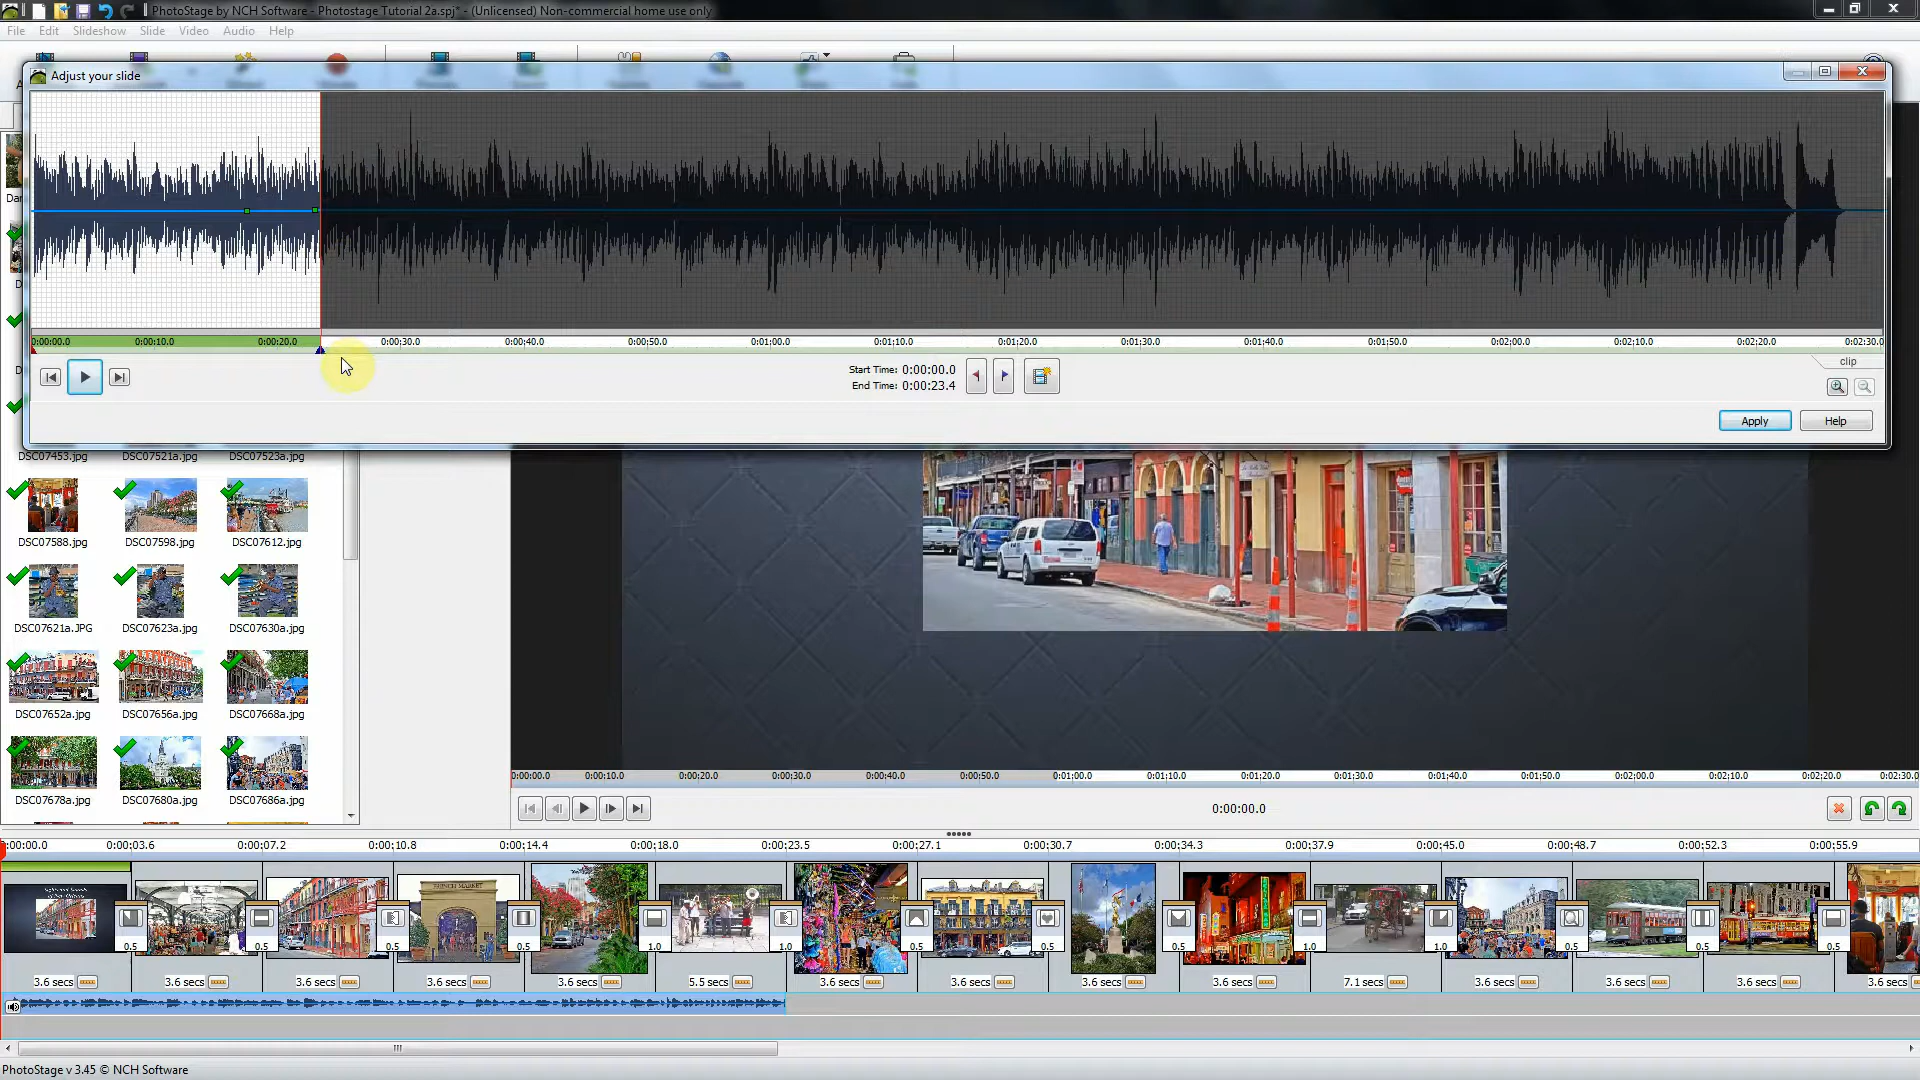 PhotoStage by NCH Software - Photostage Tutorial 2a.spj* - (Unlicensed) Non-commercial home use only
File Edit Slideshow Slide Video Audio Help
Adjust your slide
0:00:00.0 0:00:10.0 0:00:20.0 0:00:30.0 0:00:40.0 0:00:50.0 0:01:00.0 0:01:10.0 0:01:20.0 0:01:30.0 0:01:40.0 0:01:50.0 0:02:00.0 0:02:10.0 0:02:20.0 0:02:30.0
Start Time: 0:00:00.0
End Time: 0:00:23.4
clip
Apply Help
DSC07453.jpg DSC07521a.jpg DSC07523a.jpg
DSC07588.jpg DSC07598.jpg DSC07612.jpg
DSC07621a.JPG DSC07623a.jpg DSC07630a.jpg
DSC07652a.jpg DSC07656a.jpg DSC07668a.jpg
DSC07678a.jpg DSC07680a.jpg DSC07686a.jpg
0:00:00.0 0:00:10.0 0:00:20.0 0:00:30.0 0:00:40.0 0:00:50.0 0:01:00.0 0:01:10.0 0:01:20.0 0:01:30.0 0:01:40.0 0:01:50.0 0:02:00.0 0:02:10.0 0:02:20.0 0:02:30.0
0:00:00.0
:00:00.0 0:00:03.6 0:00:07.2 0:00:10.8 0:00:14.4 0:00:18.0 0:00:23.5 0:00:27.1 0:00:30.7 0:00:34.3 0:00:37.9 0:00:45.0 0:00:48.7 0:00:52.3 0:00:55.9
FRENCH MARKET
0.5 0.5 0.5 0.5 1.0 1.0 0.5 0.5 0.5 1.0 1.0 0.5 0.5 0.5
3.6 secs 3.6 secs 3.6 secs 3.6 secs 3.6 secs 5.5 secs 3.6 secs 3.6 secs 3.6 secs 3.6 secs 7.1 secs 3.6 secs 3.6 secs 3.6 secs 3.6 secs
PhotoStage v 3.45 © NCH Software